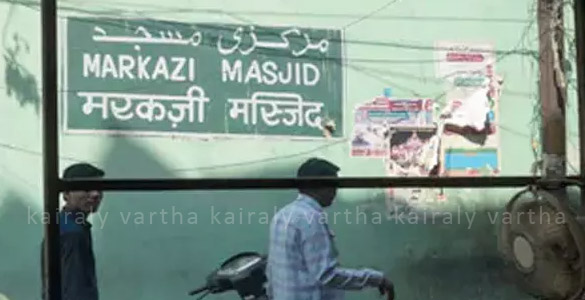 مرکزی مسجد
MARKAZI MASJID
मरकज़ी मस्जिद
kairaly vartha kairaly vartha kairaly vartha